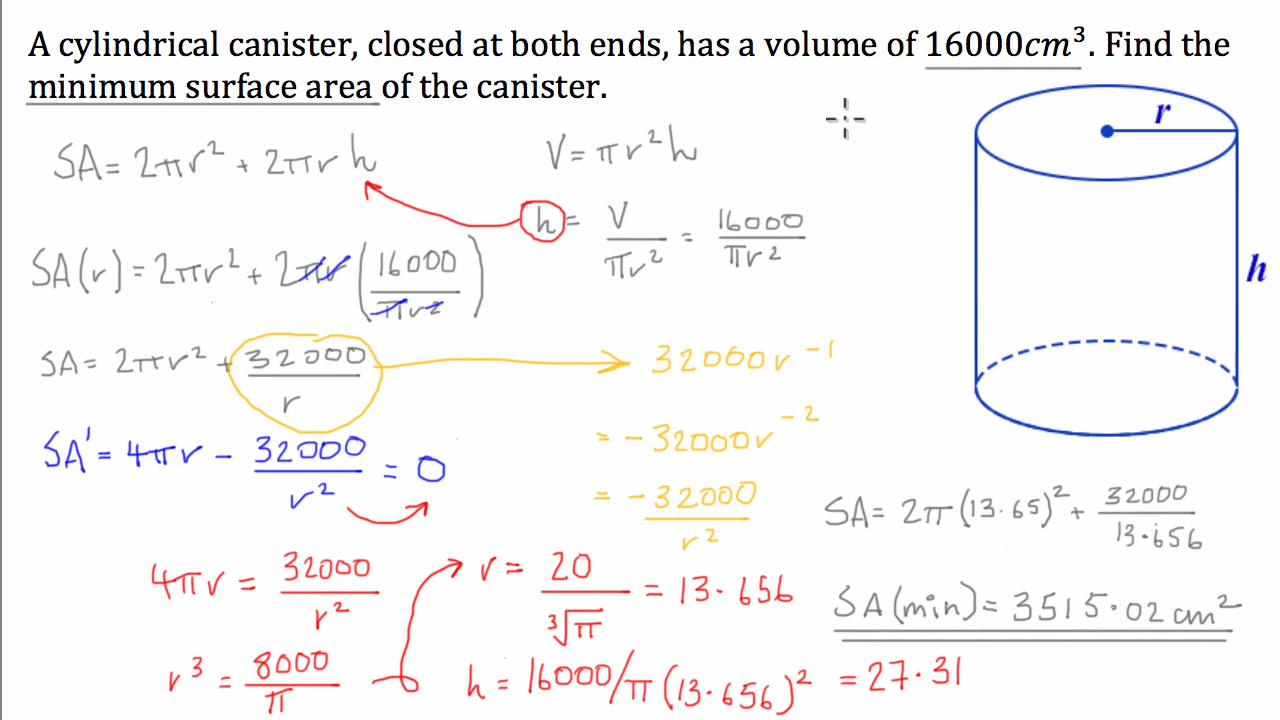 A cylindrical canister, closed at both ends, has a volume of 16000cm³. Find the
minimum surface area of the canister.
SA = 2πr² + 2πr h
V = πr²h
h = V/πr² = 16000/πr²
SA(r) = 2πr² + 2πr (16000/πr²)
SA = 2πr² + 32000/r
32000r⁻¹
= -32000r⁻²
= -32000/r²
SA' = 4πr - 32000/r² = 0
4πr = 32000/r²
r³ = 8000/π
r = 20/∛π = 13.656
h = 16000/π(13.656)² = 27.31
SA = 2π(13.65)² + 32000/13.656
SA(min) = 3515.02 cm²
r
h